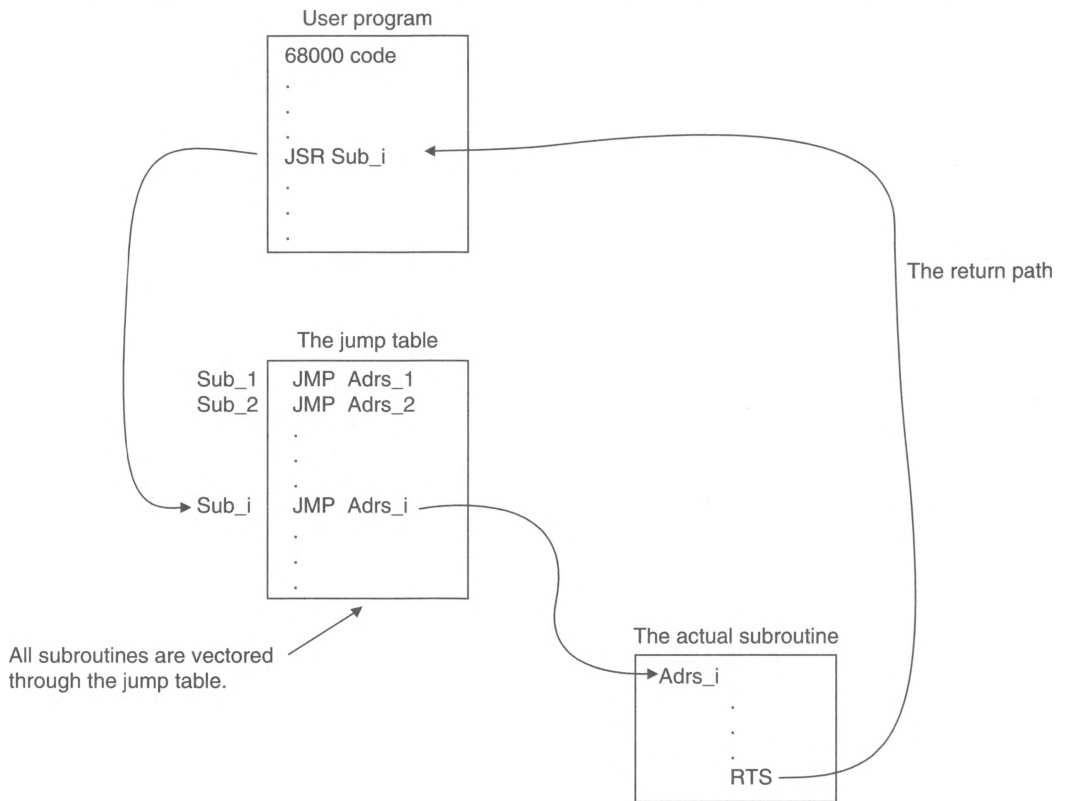 User program
68000 code
.
.
.
JSR Sub_i
.
.
.
The return path
The jump table
Sub_1 JMP Adrs_1
Sub_2 JMP Adrs_2
.
.
.
Sub_i JMP Adrs_i
.
.
.
All subroutines are vectored
through the jump table.
The actual subroutine
Adrs_i
.
.
.
RTS